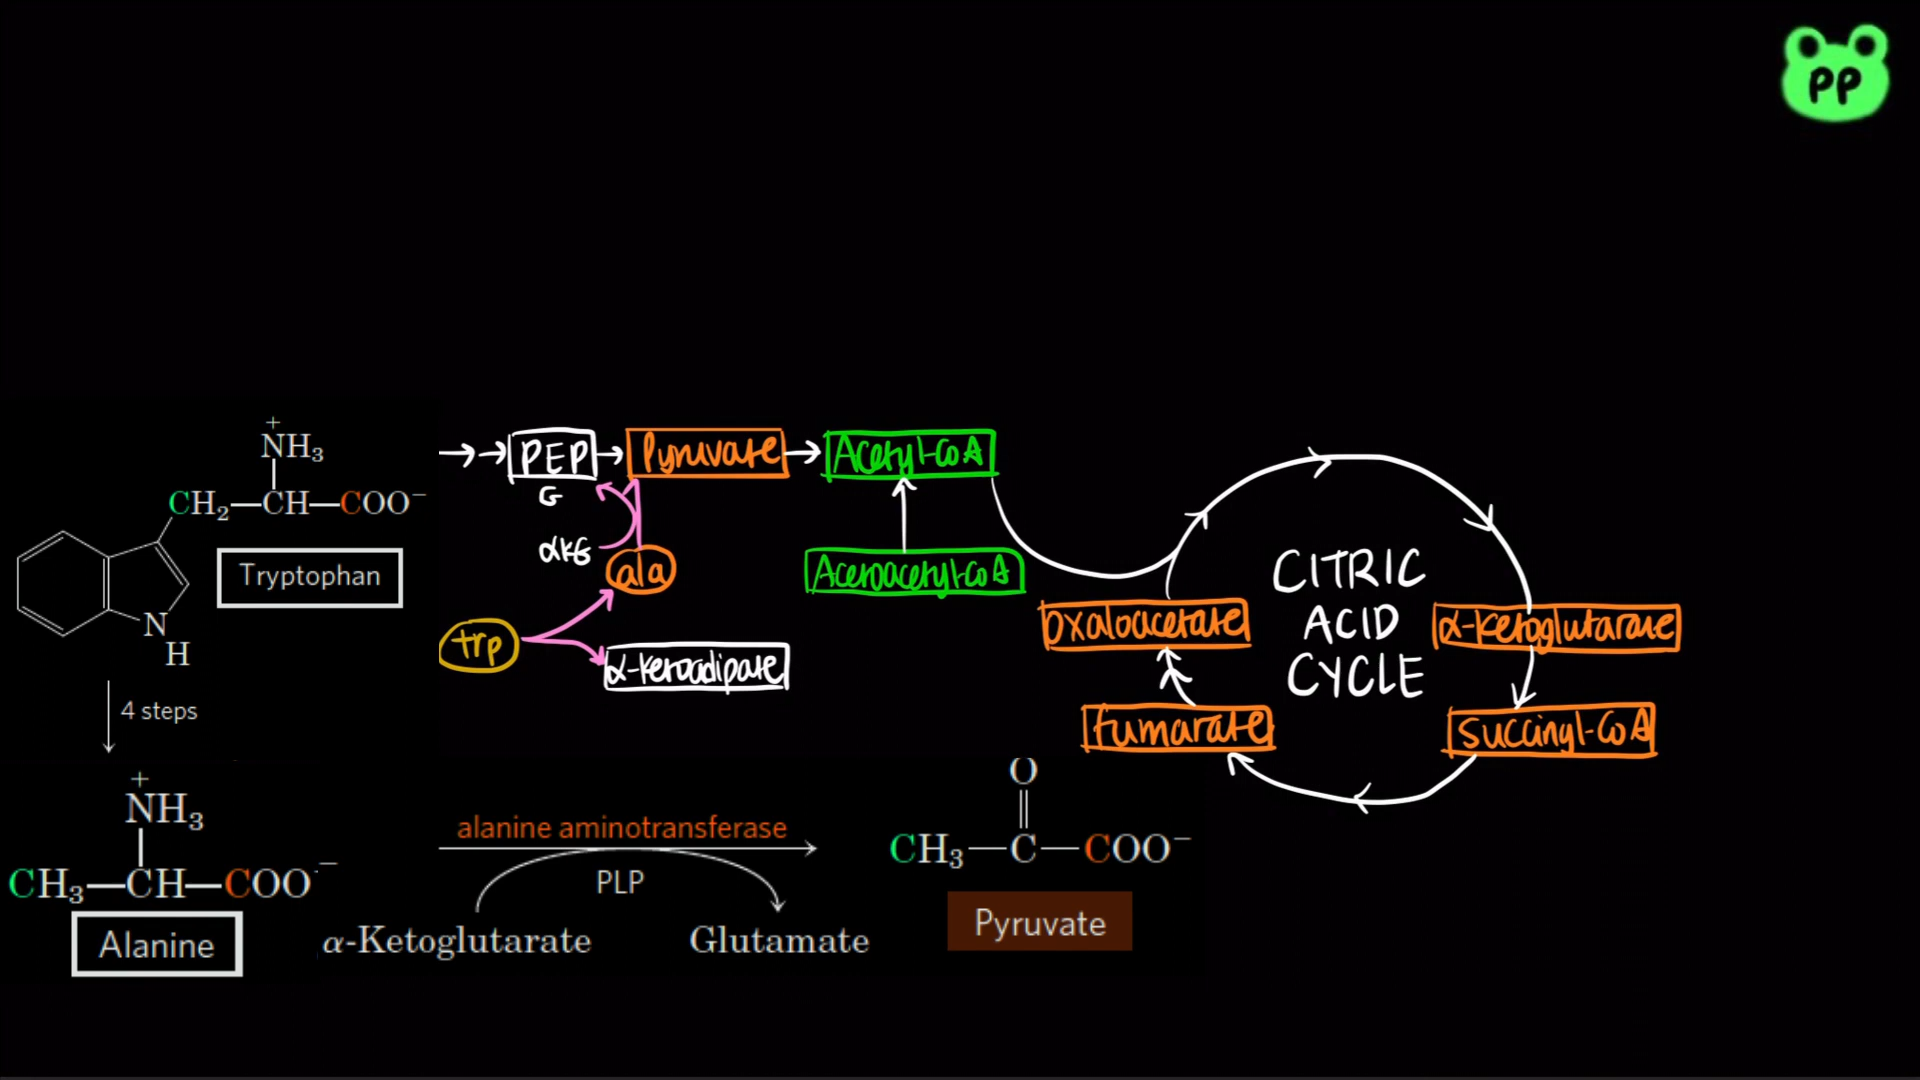 PP
+
NH₃
CH₂—CH—COO⁻
Tryptophan
N
H
4 steps
PEP
Pyruvate
Acetyl-CoA
G
αKG
ala
Acetoacetyl-CoA
trp
α-ketoadipate
CITRIC
ACID
CYCLE
oxaloacetate
α-ketoglutarate
fumarate
succinyl-CoA
+
NH₃
CH₃—CH—COO⁻
Alanine
alanine aminotransferase
PLP
α-Ketoglutarate
Glutamate
O
CH₃—C—COO⁻
Pyruvate